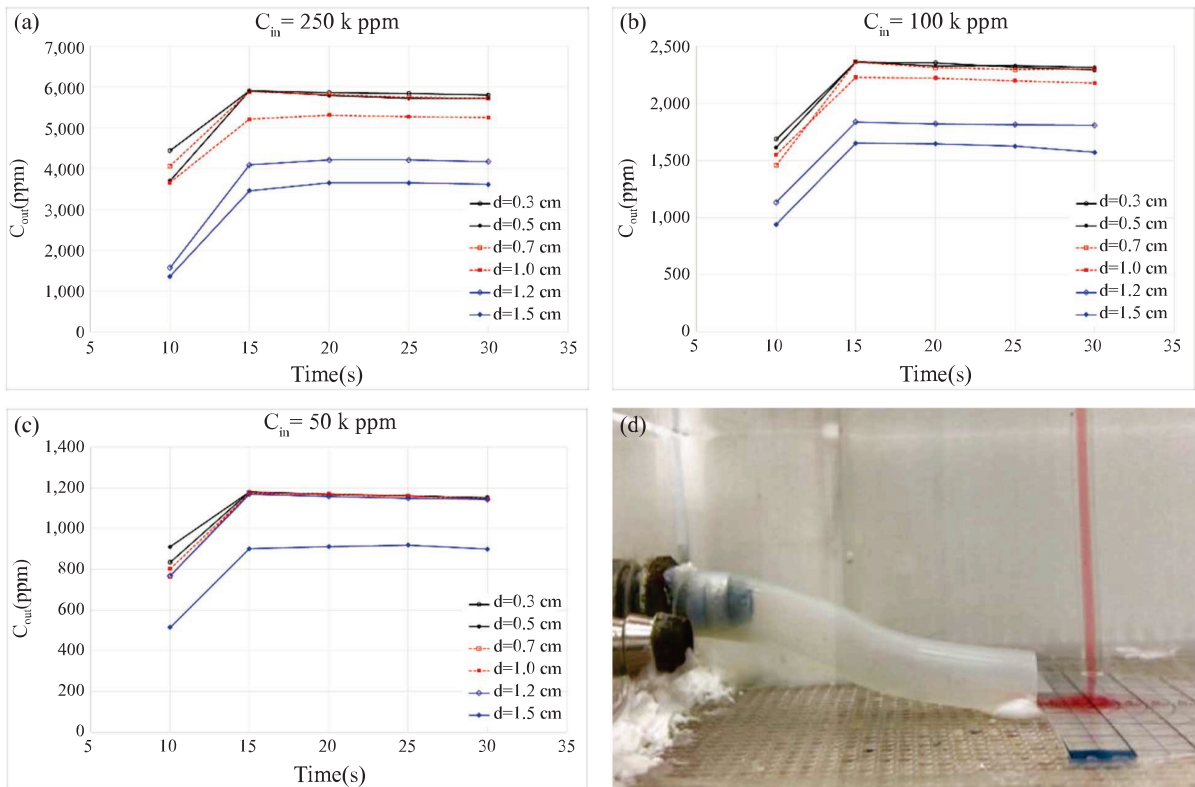 (a)
C_in = 250 k ppm
7,000
6,000
5,000
4,000
3,000
2,000
1,000
0
C_out(ppm)
d=0.3 cm
d=0.5 cm
d=0.7 cm
d=1.0 cm
d=1.2 cm
d=1.5 cm
5 10 15 20 25 30 35
Time(s)
(b)
C_in = 100 k ppm
2,500
2,000
1,500
1,000
500
0
C_out(ppm)
d=0.3 cm
d=0.5 cm
d=0.7 cm
d=1.0 cm
d=1.2 cm
d=1.5 cm
5 10 15 20 25 30 35
Time(s)
(c)
C_in= 50 k ppm
1,400
1,200
1,000
800
600
400
200
0
C_out(ppm)
d=0.3 cm
d=0.5 cm
d=0.7 cm
d=1.0 cm
d=1.2 cm
d=1.5 cm
5 10 15 20 25 30 35
Time(s)
(d)